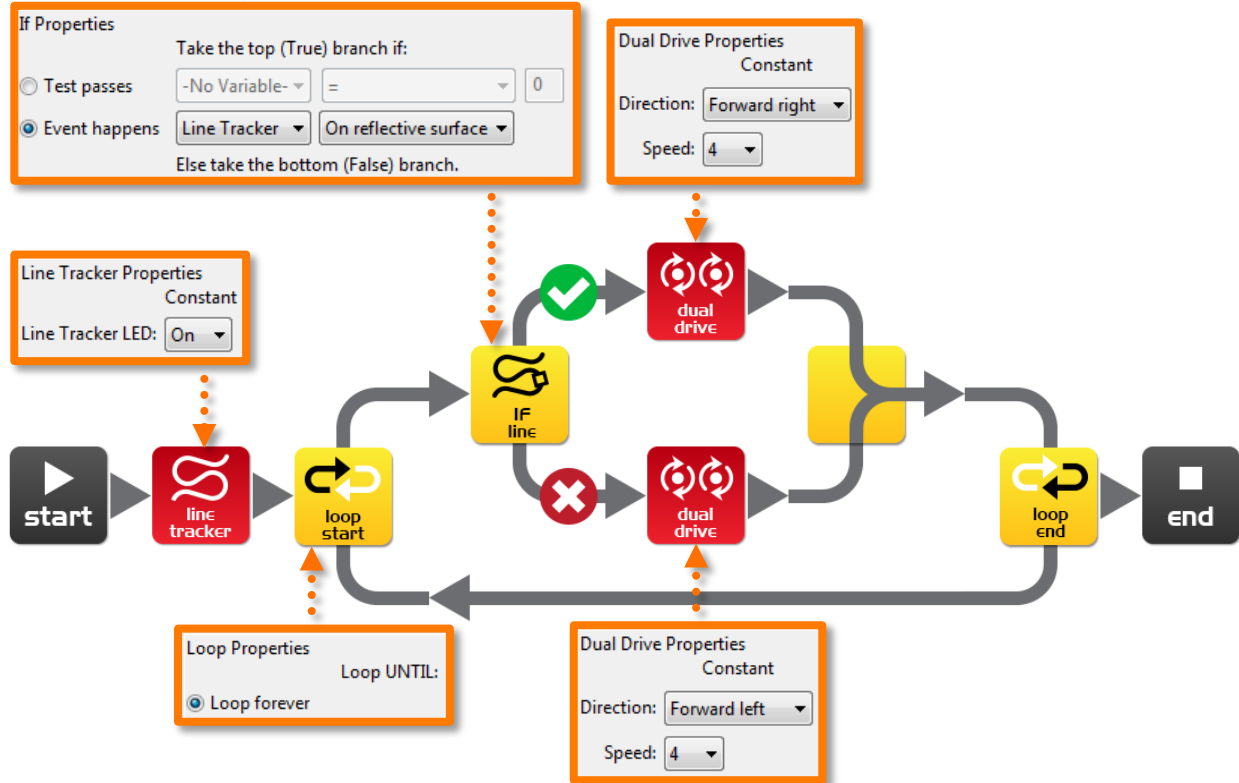 If Properties
Take the top (True) branch if:
Test passes
-No Variable-
=
0
Event happens
Line Tracker
On reflective surface
Else take the bottom (False) branch.
Dual Drive Properties
Constant
Direction: Forward right
Speed: 4
Line Tracker Properties
Constant
Line Tracker LED: On
dual
drive
IF
line
start
line
tracker
loop
start
dual
drive
loop
end
end
Loop Properties
Loop UNTIL:
Loop forever
Dual Drive Properties
Constant
Direction: Forward left
Speed: 4